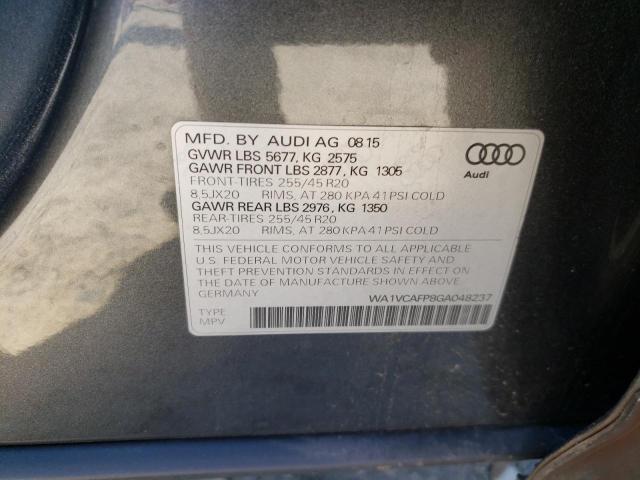 MFD. BY AUDI AG 08 15
GVWR LBS 5677, KG 2575
GAWR FRONT LBS 2877, KG 1305
FRONT-TIRES 255/45 R20
8,5JX20 RIMS, AT 280 KPA 41 PSI COLD
GAWR REAR LBS 2976, KG 1350
REAR-TIRES 255/45 R20
8,5JX20 RIMS, AT 280 KPA 41 PSI COLD
THIS VEHICLE CONFORMS TO ALL APPLICABLE
U.S. FEDERAL MOTOR VEHICLE SAFETY AND
THEFT PREVENTION STANDARDS IN EFFECT ON
THE DATE OF MANUFACTURE SHOWN ABOVE.
GERMANY
WA1VCAFP8GA048237
TYPE
MPV
Audi